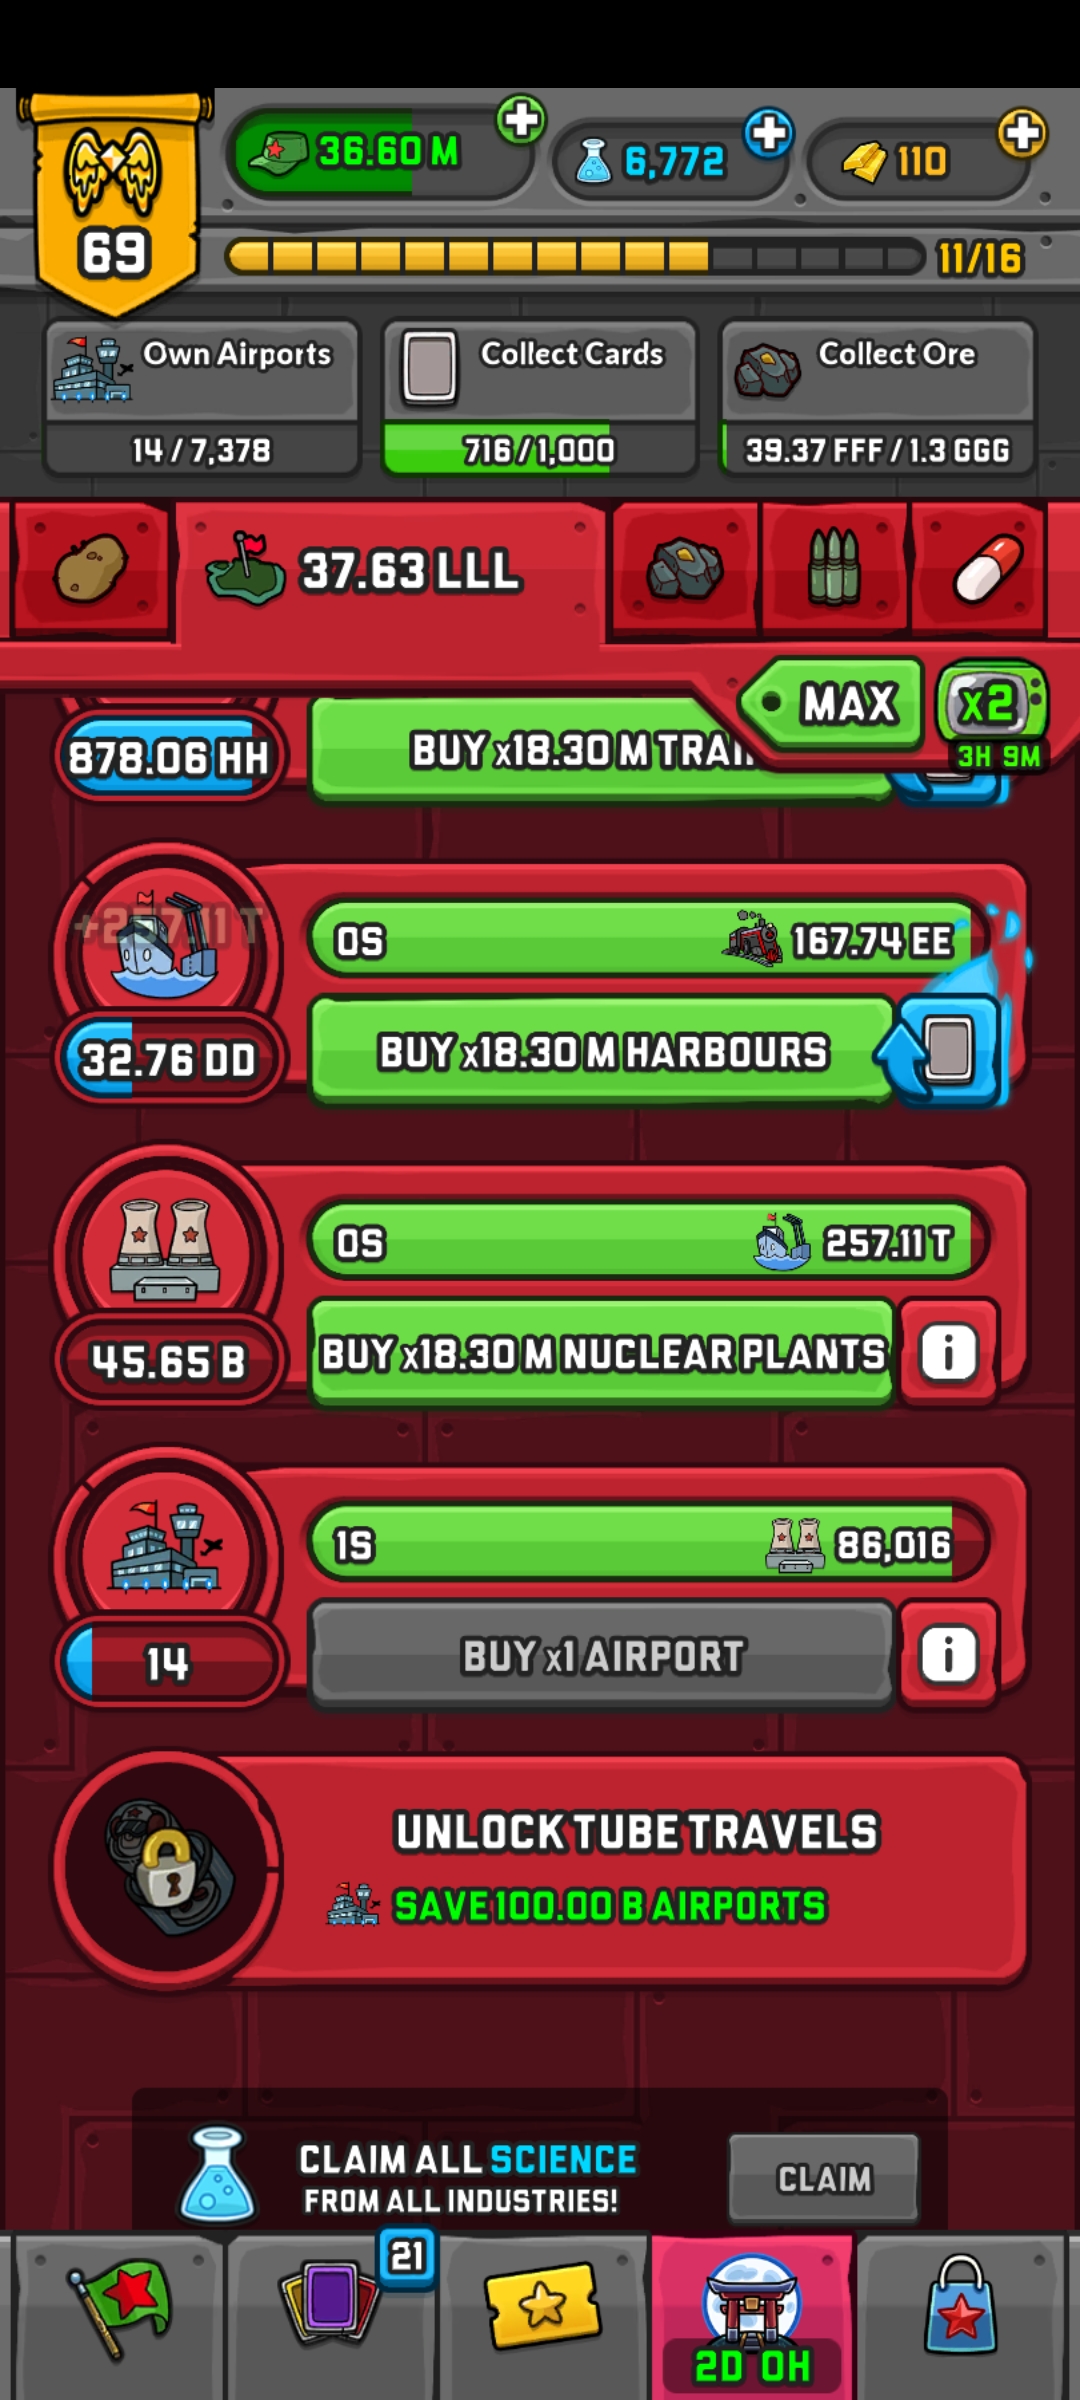 36.60 M
6,772
110
69
11/16
Own Airports
Collect Cards
Collect Ore
14 / 7,378
716 / 1,000
39.37 FFF / 1.3 GGG
37.63 LLL
MAX
x2
3H 9M
878.06 HH
BUY x18.30 M
+257.11 T
0S
167.74 EE
32.76 DD
BUY x18.30 M HARBOURS
0S
257.11 T
45.65 B
BUY x18.30 M NUCLEAR PLANTS
i
1S
86,016
14
BUY x1 AIRPORT
i
UNLOCK TUBE TRAVELS
SAVE 100.00 B AIRPORTS
CLAIM ALL SCIENCE
FROM ALL INDUSTRIES!
CLAIM
21
2D 0H